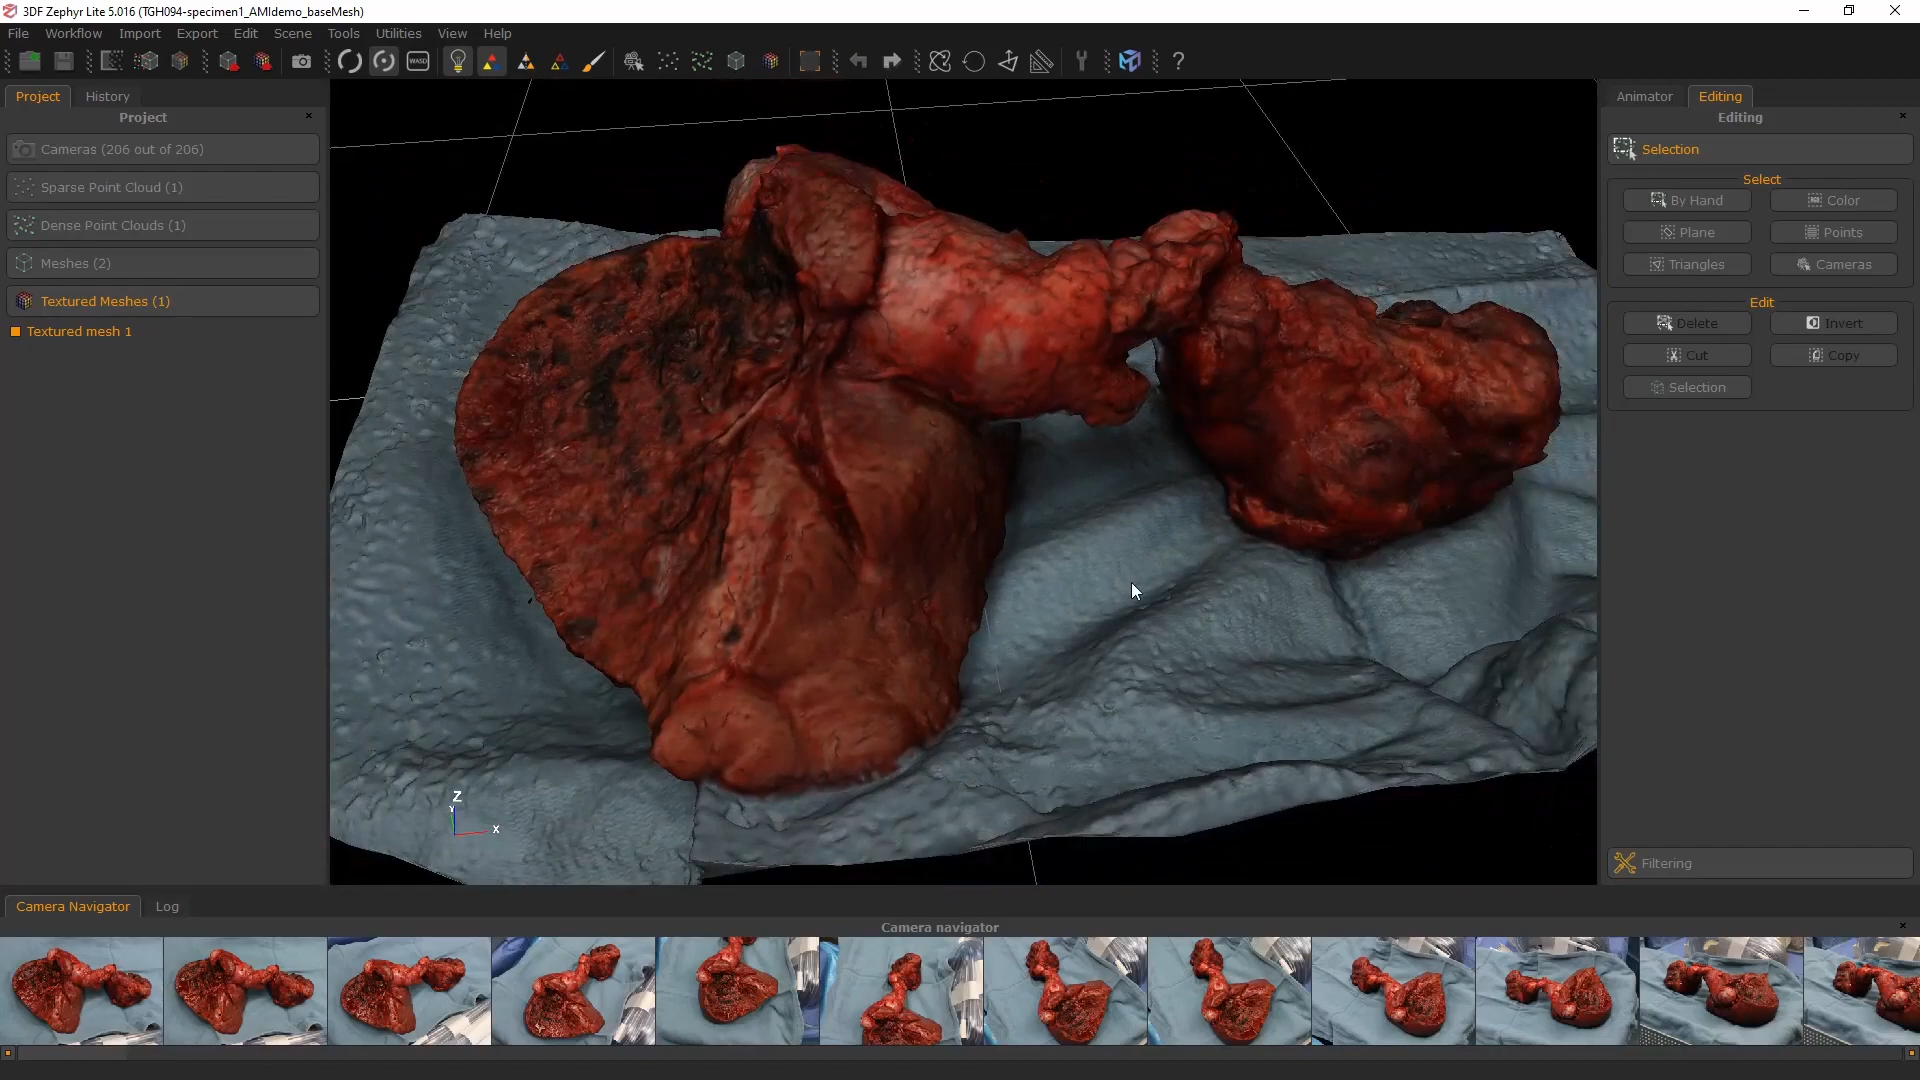 3DF Zephyr Lite 5.016 (TGH094-specimen1_AMIdemo_baseMesh)
File Workflow Import Export Edit Scene Tools Utilities View Help
WASD
?
Project History
Project
Cameras (206 out of 206)
Sparse Point Cloud (1)
Dense Point Clouds (1)
Meshes (2)
Textured Meshes (1)
Textured mesh 1
Z
Y
X
Animator Editing
Editing
Selection
Select
By Hand Color
Plane Points
Triangles Cameras
Edit
Delete Invert
Cut Copy
Selection
Filtering
Camera Navigator Log
Camera navigator